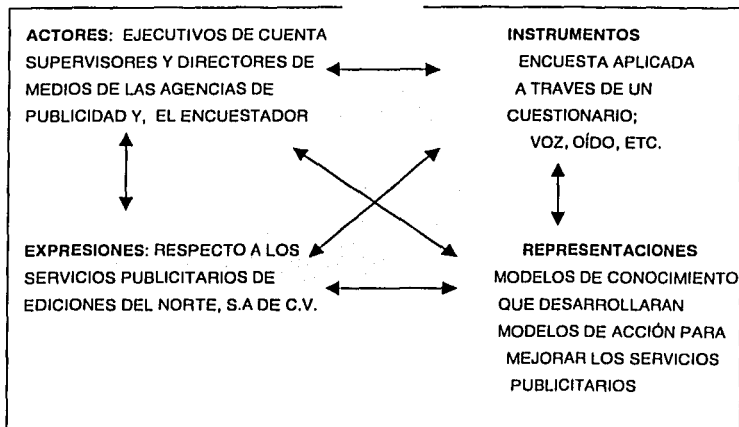 ACTORES: EJECUTIVOS DE CUENTA
SUPERVISORES Y DIRECTORES DE
MEDIOS DE LAS AGENCIAS DE
PUBLICIDAD Y, EL ENCUESTADOR
INSTRUMENTOS
ENCUESTA APLICADA
A TRAVES DE UN
CUESTIONARIO;
VOZ, OÍDO, ETC.
EXPRESIONES: RESPECTO A LOS
SERVICIOS PUBLICITARIOS DE
EDICIONES DEL NORTE, S.A DE C.V.
REPRESENTACIONES
MODELOS DE CONOCIMIENTO
QUE DESARROLLARAN
MODELOS DE ACCIÓN PARA
MEJORAR LOS SERVICIOS
PUBLICITARIOS